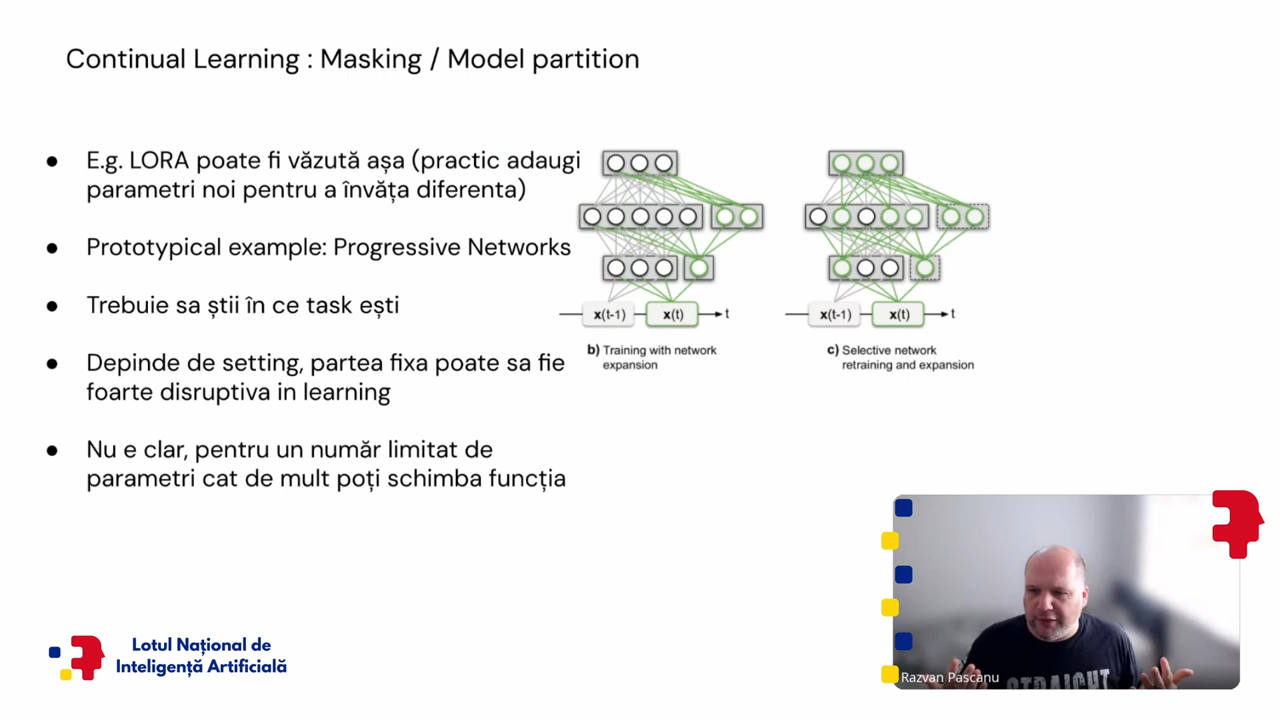 Continual Learning : Masking / Model partition
E.g. LORA poate fi văzută așa (practic adaugi
parametri noi pentru a învăța diferenta)
Prototypical example: Progressive Networks
Trebuie sa știi în ce task ești
Depinde de setting, partea fixa poate sa fie
foarte disruptiva in learning
Nu e clar, pentru un număr limitat de
parametri cat de mult poți schimba funcția
x(t-1)
x(t)
t
b) Training with network
expansion
x(t-1)
x(t)
t
c) Selective network
retraining and expansion
Lotul Național de
Inteligență Artificială
Razvan Pascanu
STRAIGHT